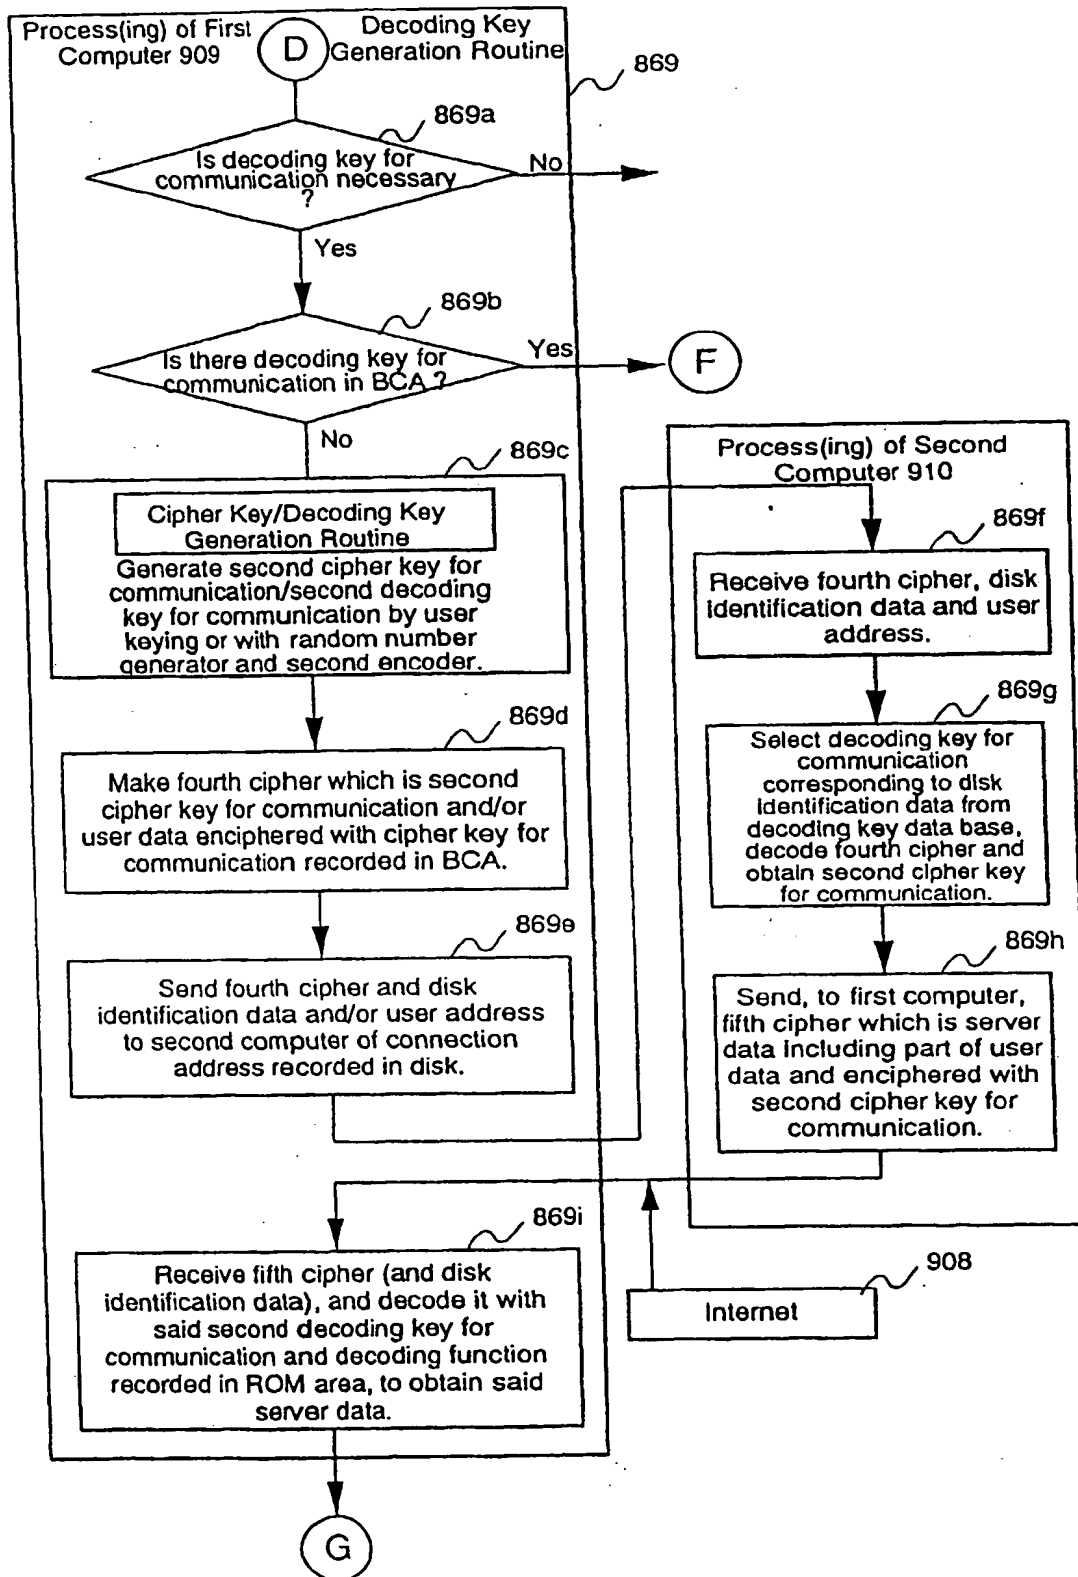 Process(ing) of First
Computer 909
D
Decoding Key
Generation Routine
869
869a
Is decoding key for
communication necessary
?
No
Yes
869b
Is there decoding key for
communication in BCA ?
Yes
F
No
869c
Cipher Key/Decoding Key
Generation Routine
Generate second cipher key for
communication/second decoding
key for communication by user
keying or with random number
generator and second encoder.
869d
Make fourth cipher which is second
cipher key for communication and/or
user data enciphered with cipher key for
communication recorded in BCA.
869e
Send fourth cipher and disk
identification data and/or user address
to second computer of connection
address recorded in disk.
Process(ing) of Second
Computer 910
869f
Receive fourth cipher, disk
identification data and user
address.
869g
Select decoding key for
communication
corresponding to disk
identification data from
decoding key data base,
decode fourth cipher and
obtain second cipher key
for communication.
869h
Send, to first computer,
fifth cipher which is server
data including part of user
data and enciphered with
second cipher key for
communication.
869i
Receive fifth cipher (and disk
identification data), and decode it with
said second decoding key for
communication and decoding function
recorded in ROM area, to obtain said
server data.
908
Internet
G